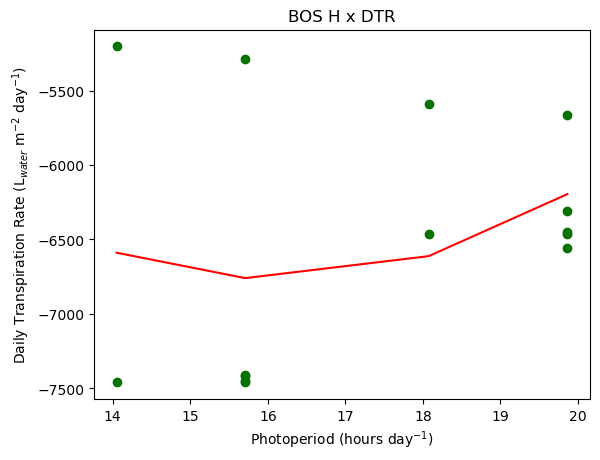 BOS H x DTR
Daily Transpiration Rate (L$_{water}$ m$^{-2}$ day$^{-1}$)
−5500
−6000
−6500
−7000
−7500
14 15 16 17 18 19 20
Photoperiod (hours day$^{-1}$)